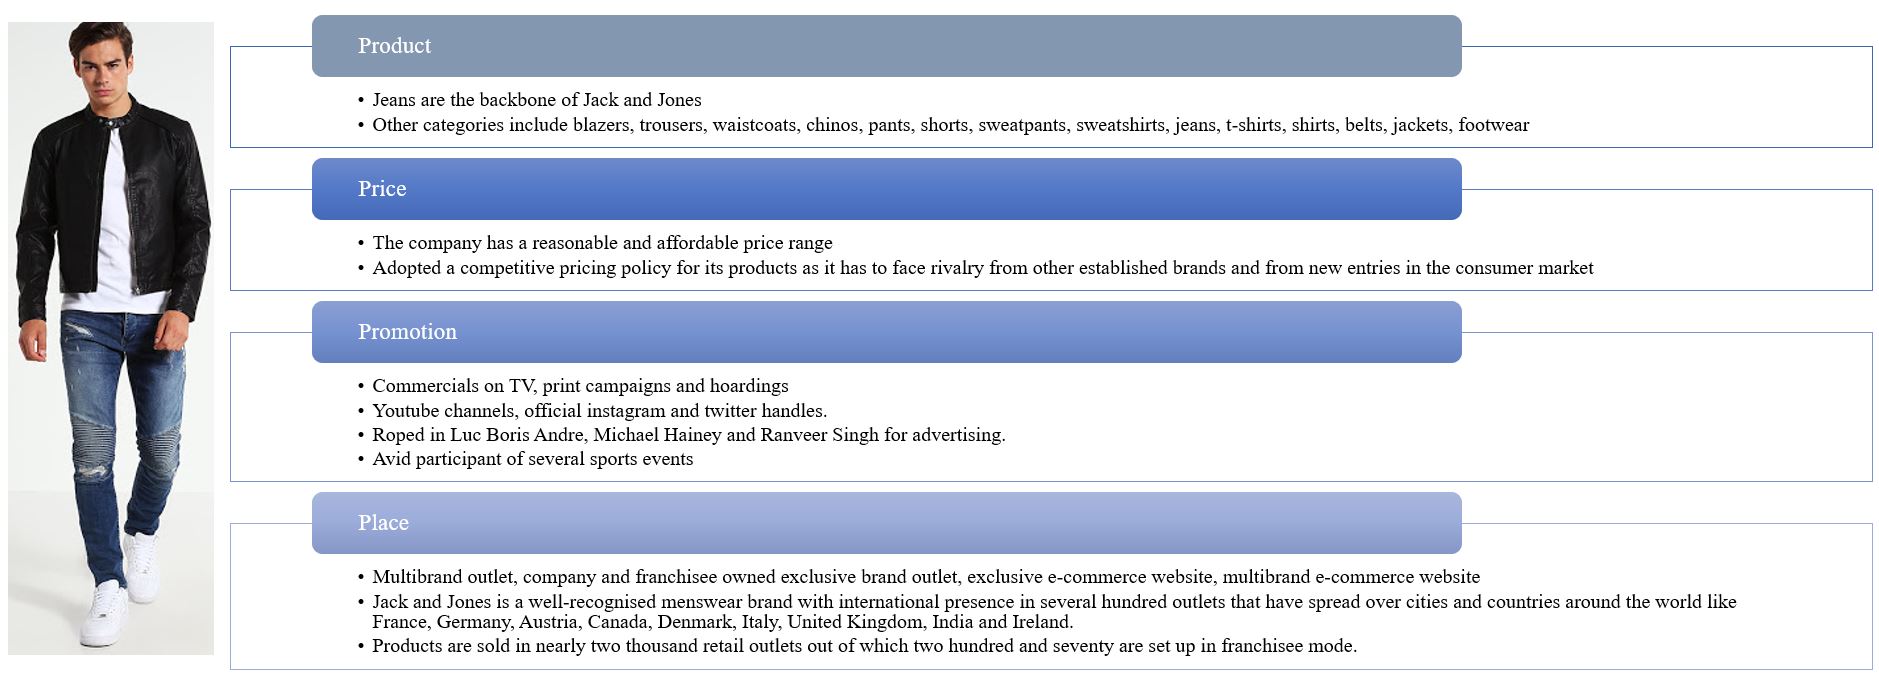 Product
• Jeans are the backbone of Jack and Jones
• Other categories include blazers, trousers, waistcoats, chinos, pants, shorts, sweatpants, sweatshirts, jeans, t-shirts, shirts, belts, jackets, footwear
Price
• The company has a reasonable and affordable price range
• Adopted a competitive pricing policy for its products as it has to face rivalry from other established brands and from new entries in the consumer market
Promotion
• Commercials on TV, print campaigns and hoardings
• Youtube channels, official instagram and twitter handles.
• Roped in Luc Boris Andre, Michael Hainey and Ranveer Singh for advertising.
• Avid participant of several sports events
Place
• Multibrand outlet, company and franchisee owned exclusive brand outlet, exclusive e-commerce website, multibrand e-commerce website
• Jack and Jones is a well-recognised menswear brand with international presence in several hundred outlets that have spread over cities and countries around the world like
France, Germany, Austria, Canada, Denmark, Italy, United Kingdom, India and Ireland.
• Products are sold in nearly two thousand retail outlets out of which two hundred and seventy are set up in franchisee mode.